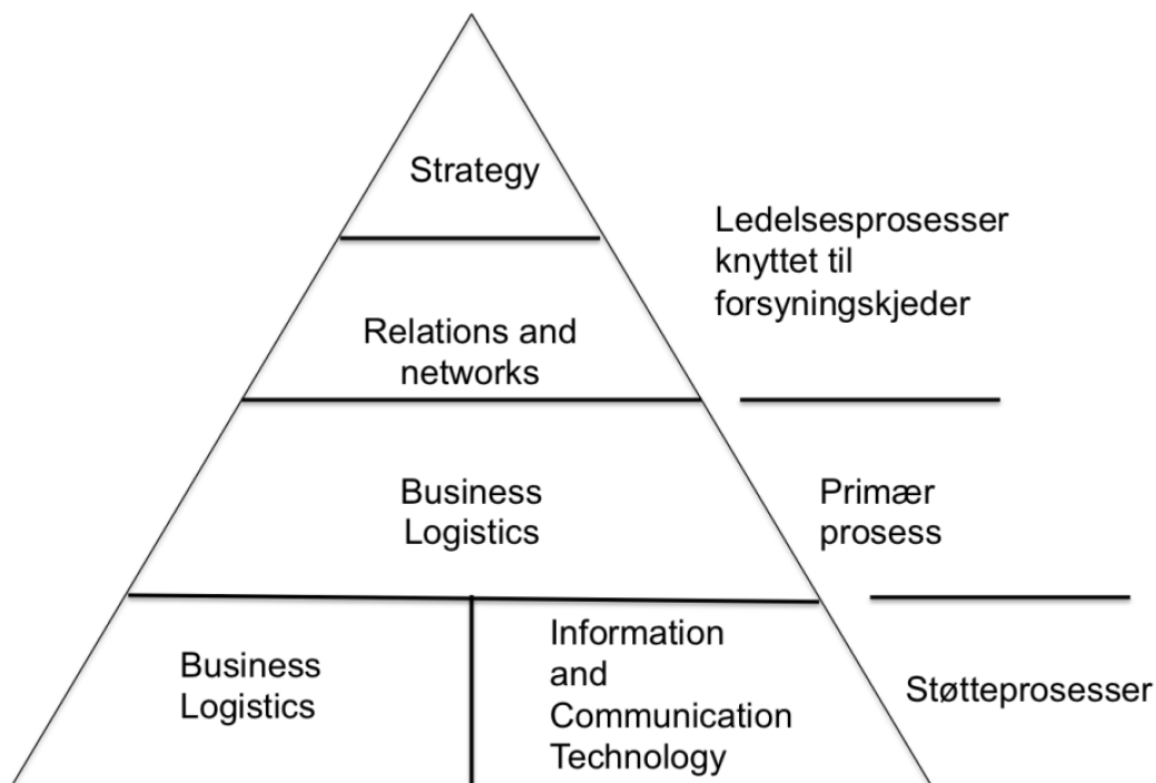 Strategy
Ledelsesprosesser
knyttet til
forsyningskjeder
Relations and
networks
Business
Logistics
Primær
prosess
Business
Logistics
Information
and
Communication
Technology
Støtteprosesser